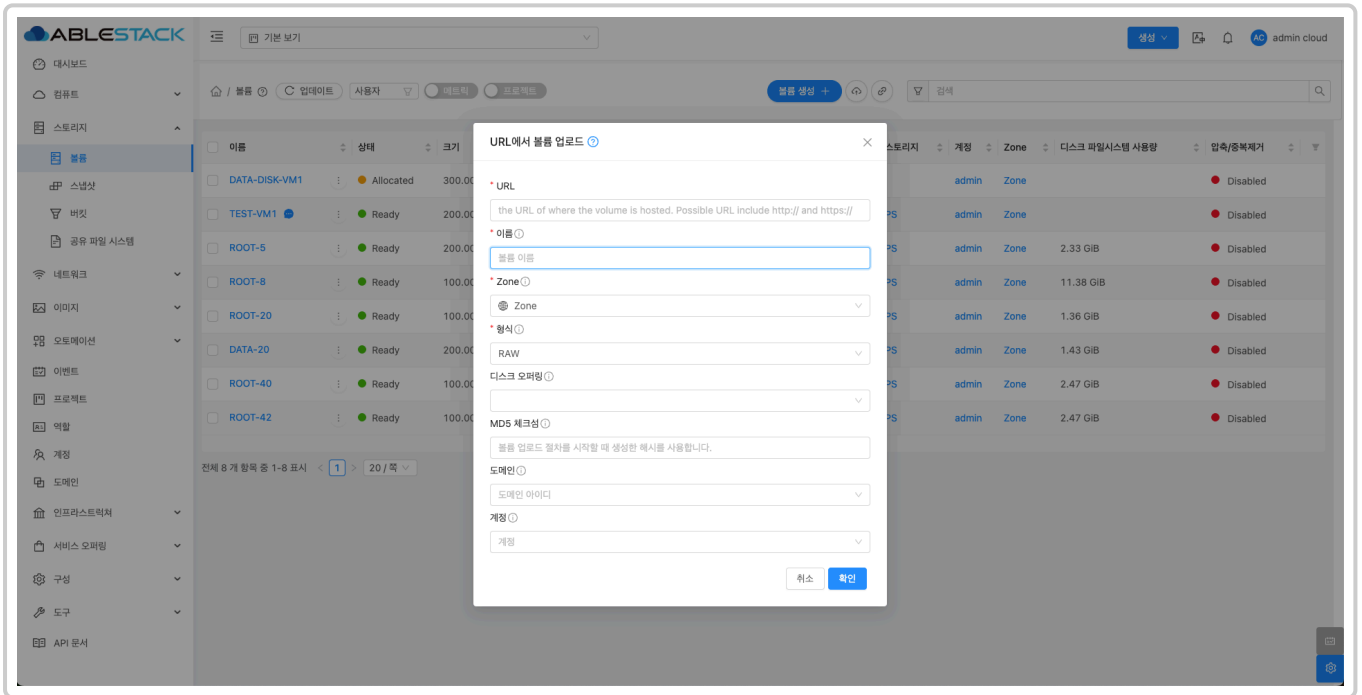 ABLESTACK
기본 보기
생성
AC
admin cloud
대시보드
컴퓨트
스토리지
볼륨
스냅샷
버킷
공유 파일 시스템
네트워크
이미지
오토메이션
이벤트
프로젝트
역할
계정
도메인
인프라스트럭쳐
서비스 오퍼링
구성
도구
API 문서
/ 볼륨
업데이트
사용자
메트릭
프로젝트
볼륨 생성 +
검색
이름 상태 크기 스토리지 계정 Zone 디스크 파일시스템 사용량 압축/중복제거
DATA-DISK-VM1 Allocated 300.00 admin Zone Disabled
TEST-VM1 Ready 200.00 PS admin Zone Disabled
ROOT-5 Ready 200.00 PS admin Zone 2.33 GiB Disabled
ROOT-8 Ready 100.00 PS admin Zone 11.38 GiB Disabled
ROOT-20 Ready 100.00 PS admin Zone 1.36 GiB Disabled
DATA-20 Ready 200.00 PS admin Zone 1.43 GiB Disabled
ROOT-40 Ready 100.00 PS admin Zone 2.47 GiB Disabled
ROOT-42 Ready 100.00 PS admin Zone 2.47 GiB Disabled
전체 8 개 항목 중 1-8 표시 < 1 > 20 / 쪽
URL에서 볼륨 업로드
* URL
the URL of where the volume is hosted. Possible URL include http:// and https://
* 이름
볼륨 이름
* Zone
Zone
* 형식
RAW
디스크 오퍼링
MD5 체크섬
볼륨 업로드 절차를 시작할 때 생성한 해시를 사용합니다.
도메인
도메인 아이디
계정
계정
취소
확인